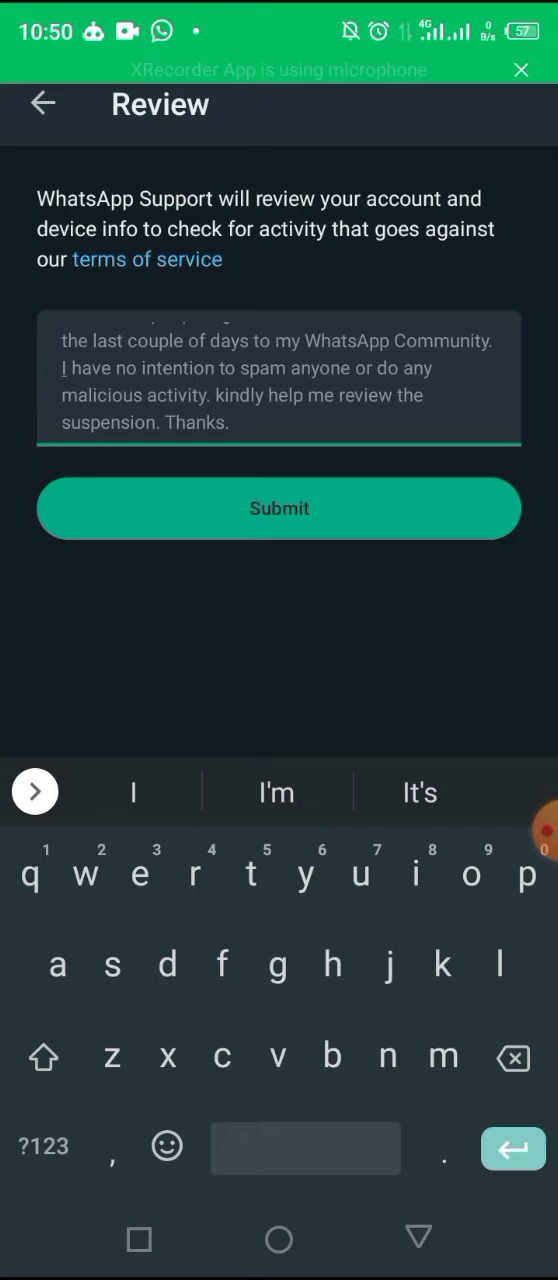 10:50
4G
0
B/s
57
XRecorder App is using microphone
Review
WhatsApp Support will review your account and
device info to check for activity that goes against
our terms of service
the last couple of days to my WhatsApp Community.
I have no intention to spam anyone or do any
malicious activity. kindly help me review the
suspension. Thanks.
Submit
I I'm It's
1 2 3 4 5 6 7 8 9 0
q w e r t y u i o p
a s d f g h j k l
z x c v b n m
?123 , .